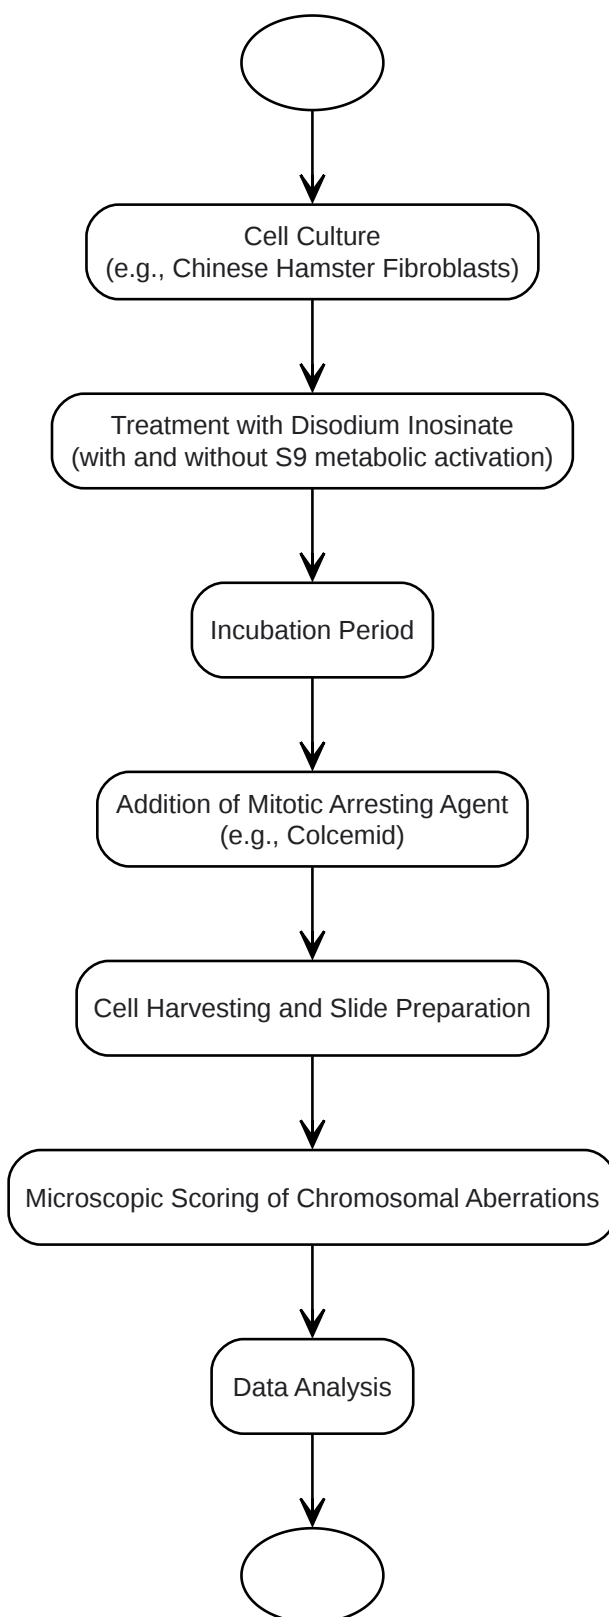 Cell Culture
(e.g., Chinese Hamster Fibroblasts)
Treatment with Disodium Inosinate
(with and without S9 metabolic activation)
Incubation Period
Addition of Mitotic Arresting Agent
(e.g., Colcemid)
Cell Harvesting and Slide Preparation
Microscopic Scoring of Chromosomal Aberrations
Data Analysis